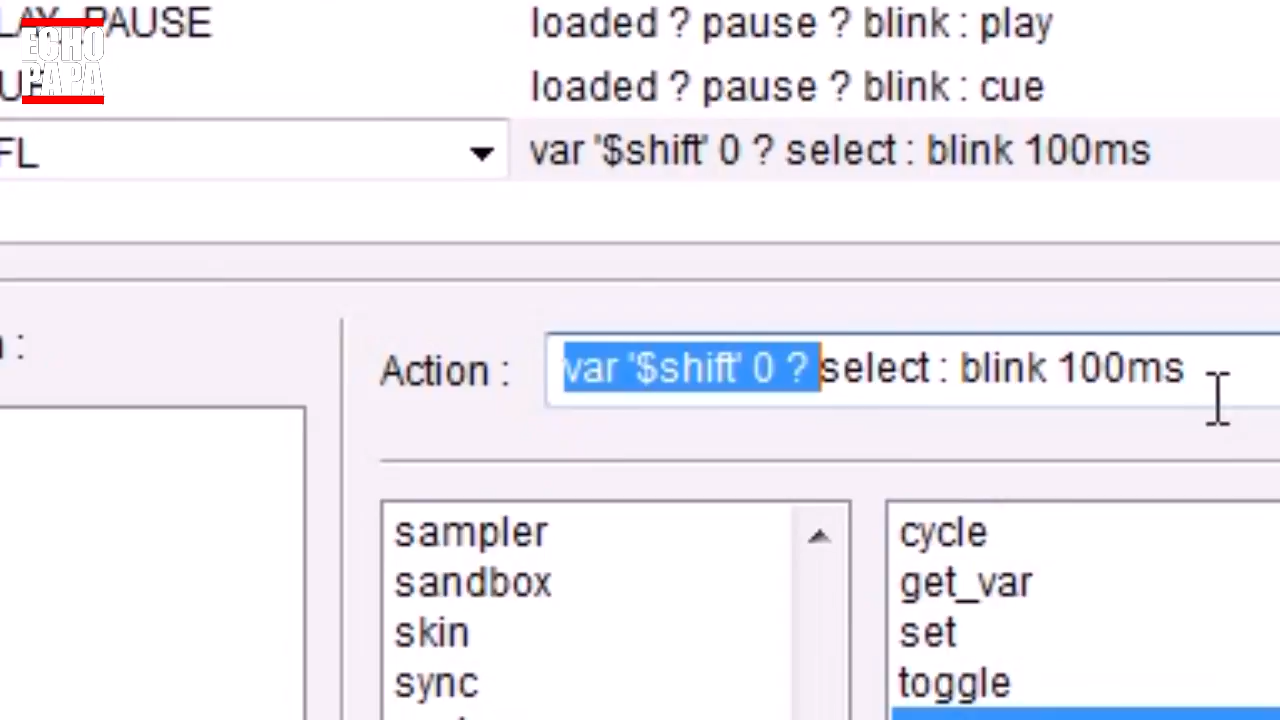 LAY_PAUSE loaded ? pause ? blink : play
ECHO PAPA
loaded ? pause ? blink : cue
FL var '$shift' 0 ? select : blink 100ms
Action : var '$shift' 0 ? select : blink 100ms
sampler cycle
sandbox get_var
skin set
sync toggle